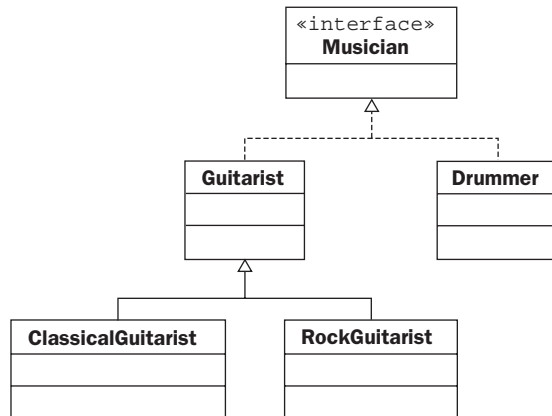 «interface»
Musician
Guitarist
Drummer
ClassicalGuitarist
RockGuitarist